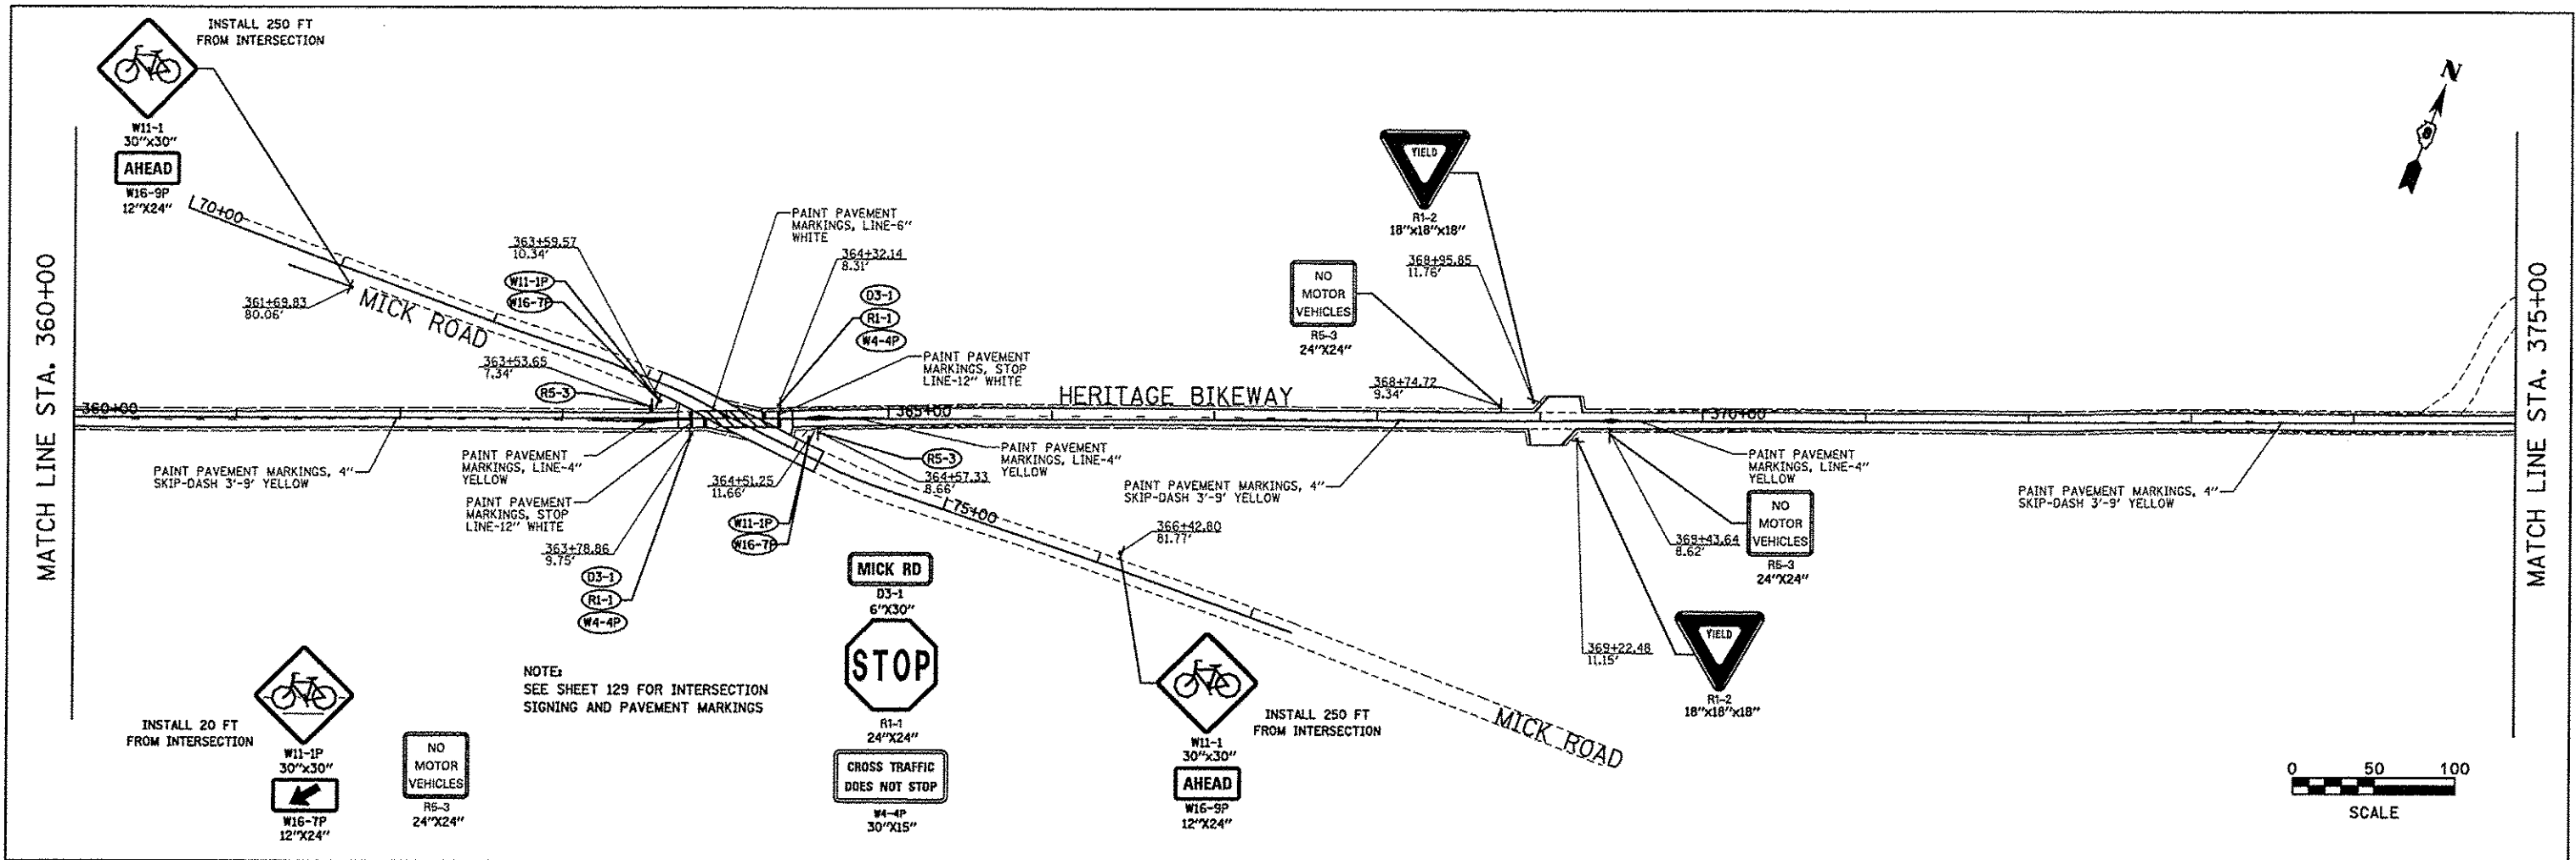 INSTALL 250 FT
FROM INTERSECTION
W11-1
30"x30"
AHEAD
W16-9P
12"X24"
70+00
361+69.83
80.06'
MICK ROAD
MATCH LINE STA. 360+00
360+00
PAINT PAVEMENT MARKINGS, 4"
SKIP-DASH 3'-9' YELLOW
363+59.57
10.34'
W11-1P
W16-7P
363+53.65
7.34'
R5-3
PAINT PAVEMENT
MARKINGS, LINE-6"
WHITE
364+32.14
8.31'
D3-1
R1-1
W4-4P
PAINT PAVEMENT
MARKINGS, STOP
LINE-12" WHITE
365+00
HERITAGE BIKEWAY
PAINT PAVEMENT
MARKINGS, LINE-4"
YELLOW
PAINT PAVEMENT
MARKINGS, STOP
LINE-12" WHITE
363+78.86
9.75'
D3-1
R1-1
W4-4P
364+51.25
11.66'
W11-1P
W16-7P
R5-3
364+57.33
8.66'
PAINT PAVEMENT
MARKINGS, LINE-4"
YELLOW
75+00
PAINT PAVEMENT MARKINGS, 4"
SKIP-DASH 3'-9' YELLOW
366+42.80
81.77'
YIELD
R1-2
18"x18"x18"
NO
MOTOR
VEHICLES
R5-3
24"X24"
368+95.85
11.76'
368+74.72
9.34'
370+00
PAINT PAVEMENT
MARKINGS, LINE-4"
YELLOW
NO
MOTOR
VEHICLES
R5-3
24"X24"
369+43.64
8.62'
369+22.48
11.15'
YIELD
R1-2
18"x18"x18"
PAINT PAVEMENT MARKINGS, 4"
SKIP-DASH 3'-9' YELLOW
N
MATCH LINE STA. 375+00
INSTALL 20 FT
FROM INTERSECTION
W11-1P
30"x30"
W16-7P
12"X24"
NO
MOTOR
VEHICLES
R5-3
24"X24"
NOTE:
SEE SHEET 129 FOR INTERSECTION
SIGNING AND PAVEMENT MARKINGS
MICK RD
D3-1
6"X30"
STOP
R1-1
24"X24"
CROSS TRAFFIC
DOES NOT STOP
W4-4P
30"X15"
W11-1
30"x30"
AHEAD
W16-9P
12"X24"
INSTALL 250 FT
FROM INTERSECTION
MICK ROAD
0 50 100
SCALE